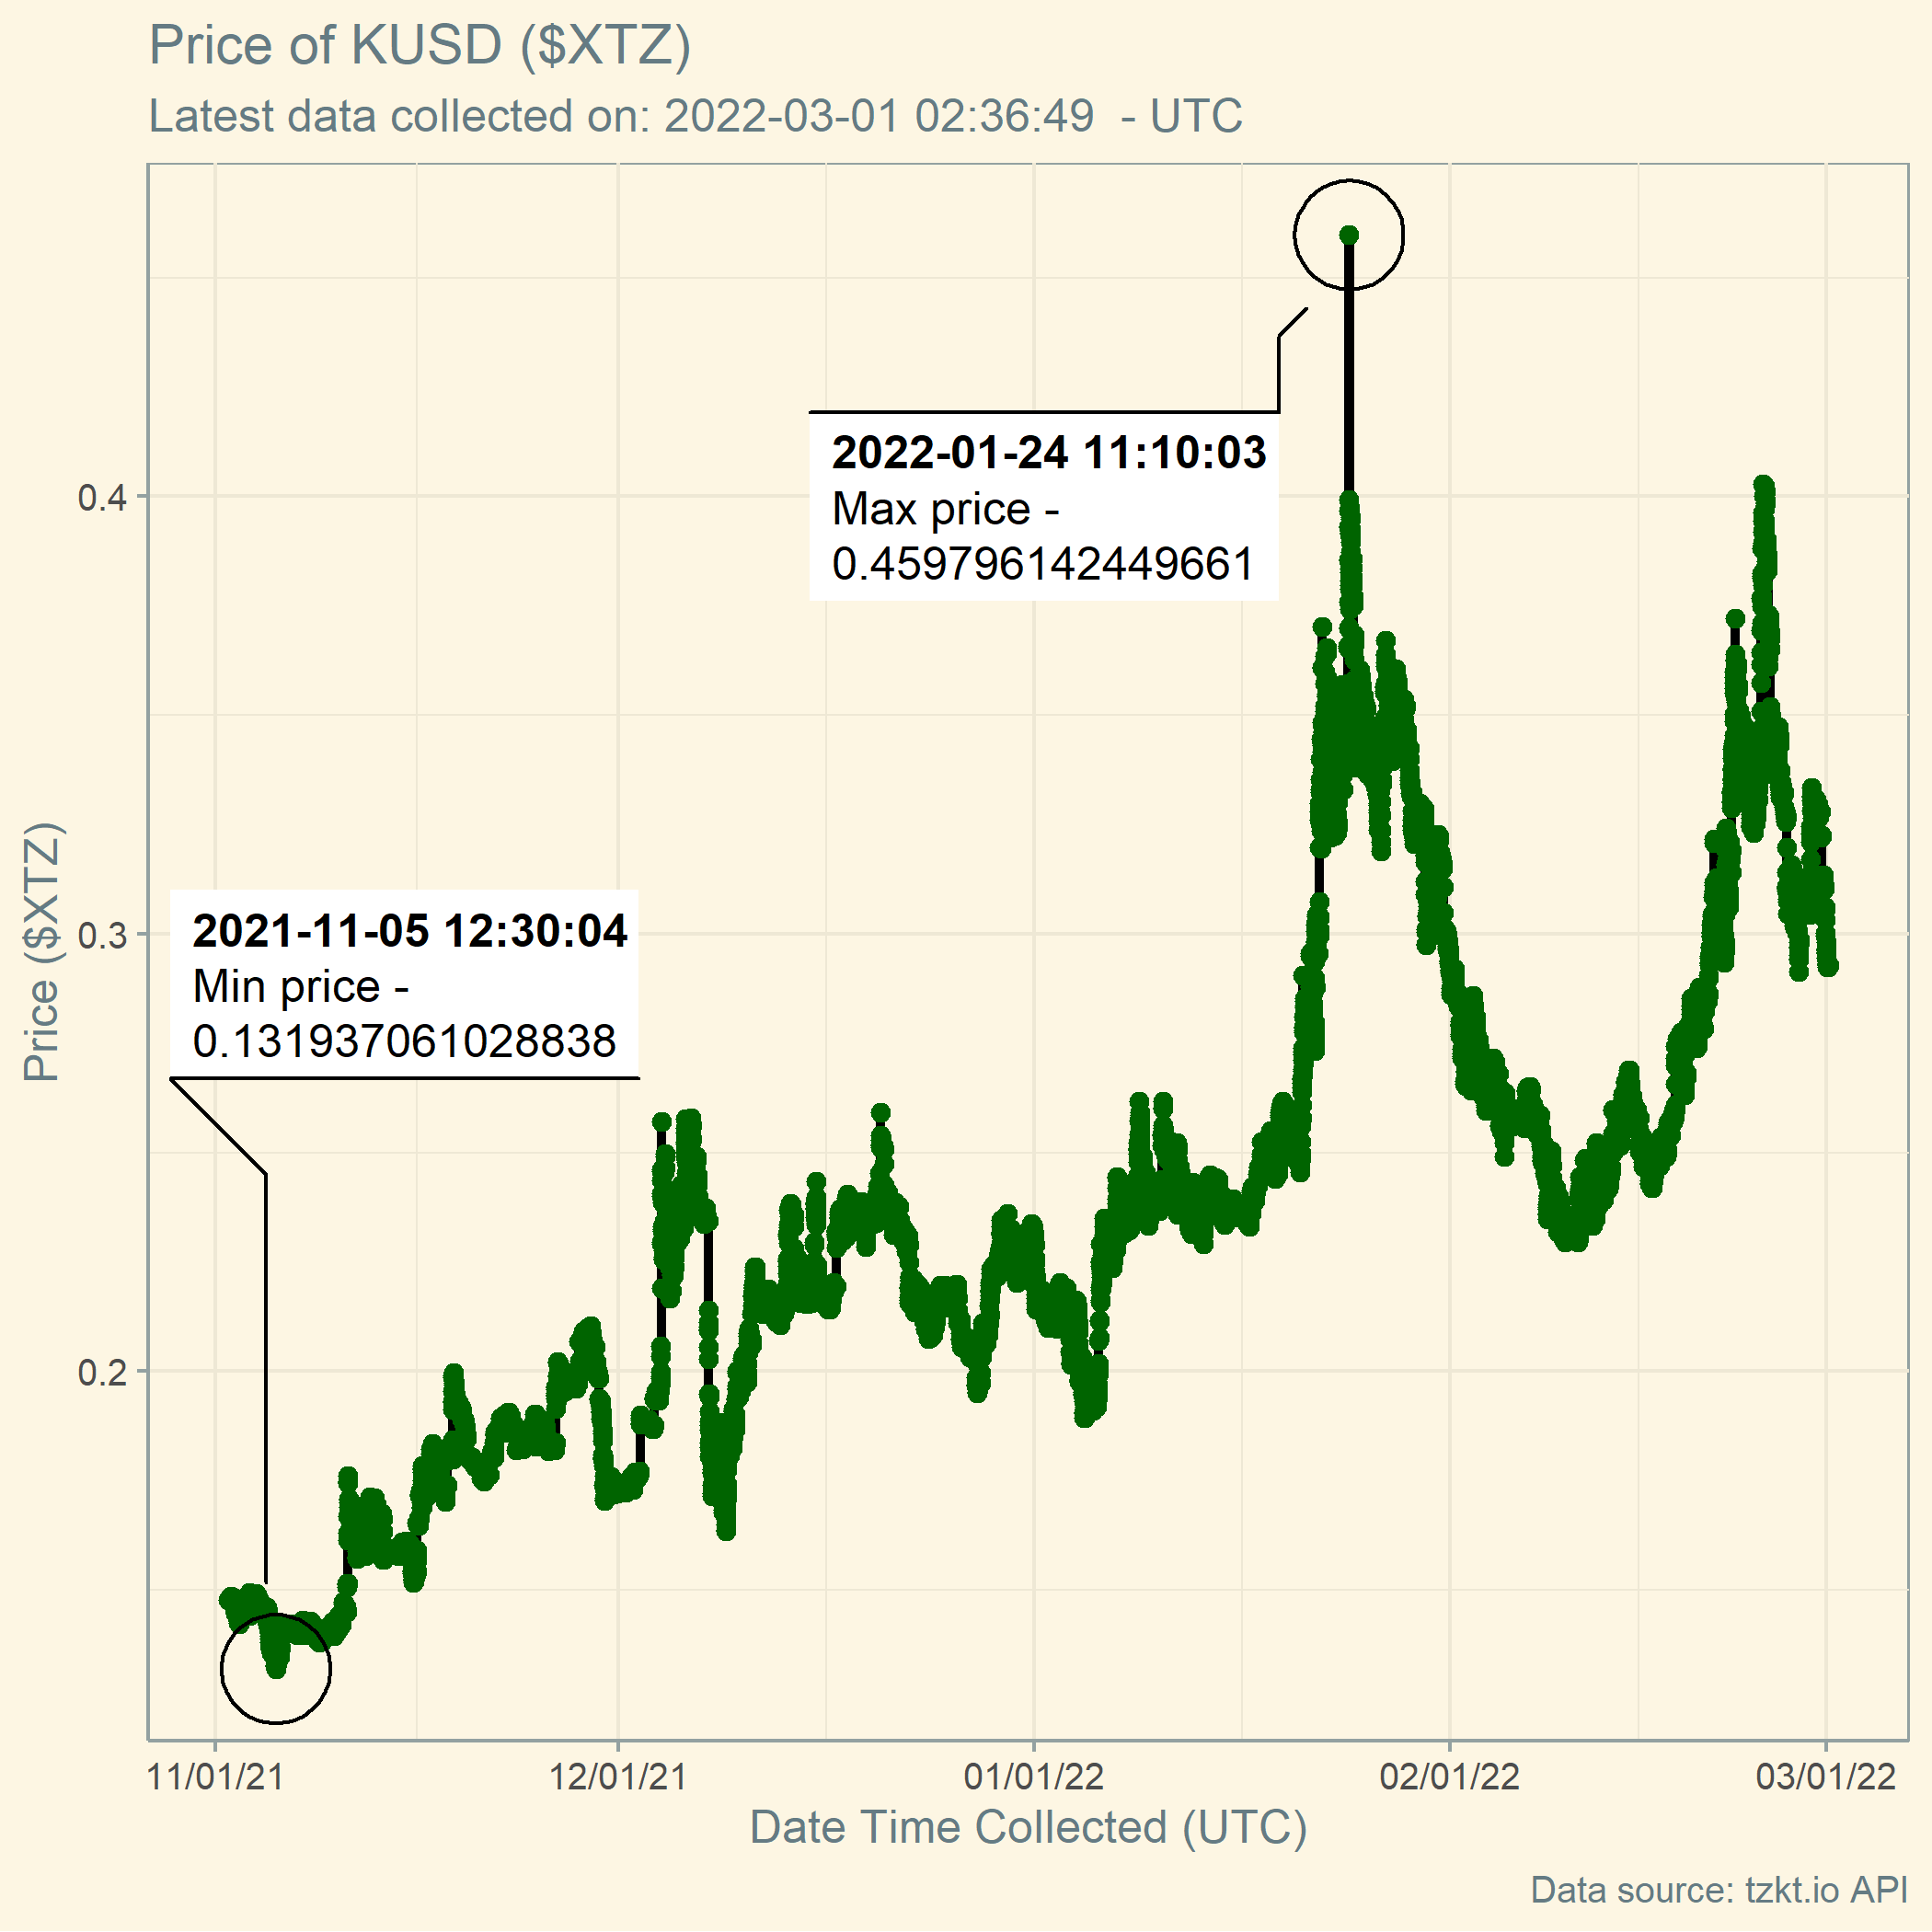 Price of KUSD ($XTZ)
Latest data collected on: 2022-03-01 02:36:49  - UTC
2022-01-24 11:10:03
Max price -
0.459796142449661
0.4
2021-11-05 12:30:04
Min price -
0.131937061028838
0.3
0.2
Price ($XTZ)
11/01/21
12/01/21
01/01/22
02/01/22
03/01/22
Date Time Collected (UTC)
Data source: tzkt.io API